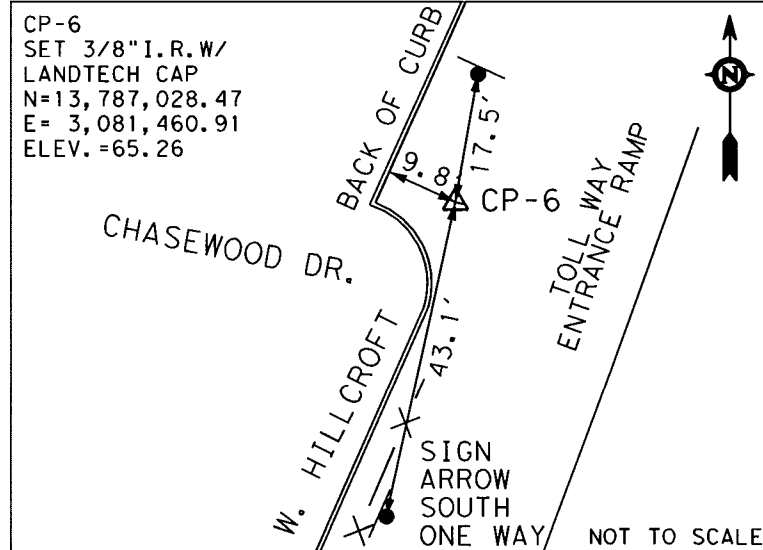 CP-6
SET 3/8" I.R.W/
LANDTECH CAP
N=13,787,028.47
E= 3,081,460.91
ELEV.=65.26
BACK OF CURB
N
17.5'
9.8'
CP-6
CHASEWOOD DR.
TOLL WAY
ENTRANCE RAMP
43.1'
W. HILLCROFT
SIGN
ARROW
SOUTH
ONE WAY
NOT TO SCALE